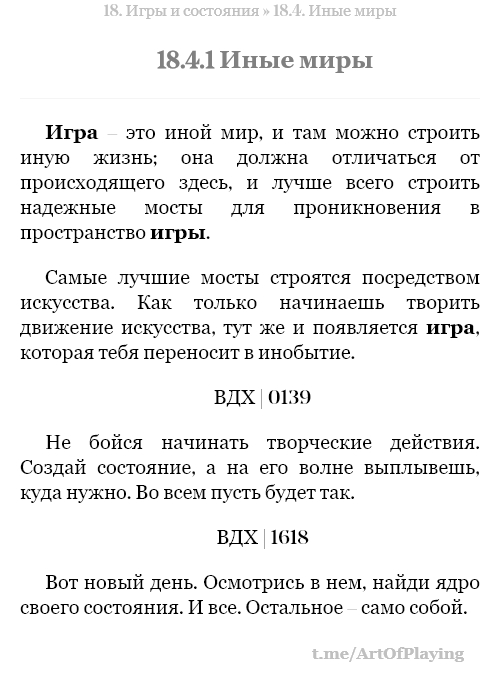 18. Игры и состояния » 18.4. Иные миры
18.4.1 Иные миры
Игра – это иной мир, и там можно строить
иную жизнь; она должна отличаться от
происходящего здесь, и лучше всего строить
надежные мосты для проникновения в
пространство игры.
Самые лучшие мосты строятся посредством
искусства. Как только начинаешь творить
движение искусства, тут же и появляется игра,
которая тебя переносит в инобытие.
ВДХ | 0139
Не бойся начинать творческие действия.
Создай состояние, а на его волне выплывешь,
куда нужно. Во всем пусть будет так.
ВДХ | 1618
Вот новый день. Осмотрись в нем, найди ядро
своего состояния. И все. Остальное – само собой.
t.me/ArtOfPlaying